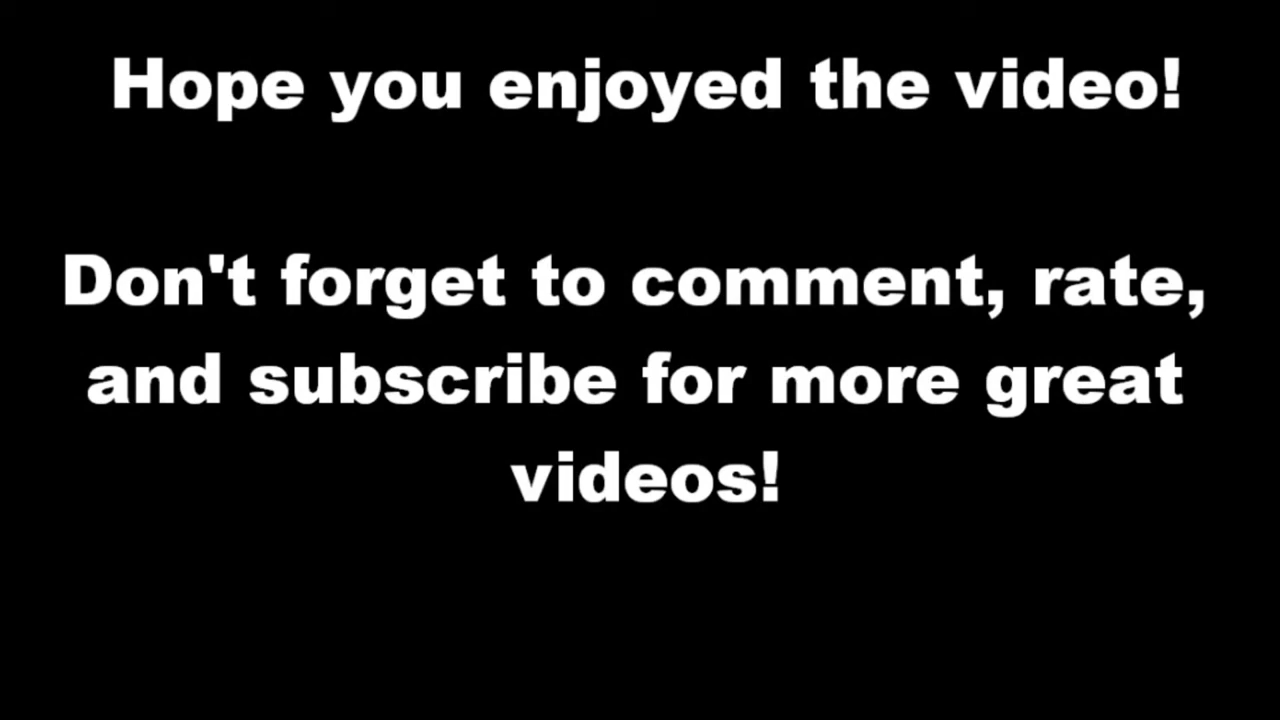 Hope you enjoyed the video!
Don't forget to comment, rate,
and subscribe for more great
videos!